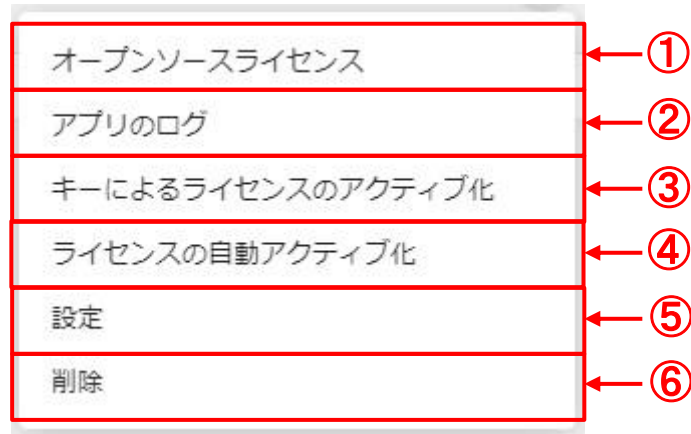 オープンソースライセンス ①
アプリのログ ②
キーによるライセンスのアクティブ化 ③
ライセンスの自動アクティブ化 ④
設定 ⑤
削除 ⑥